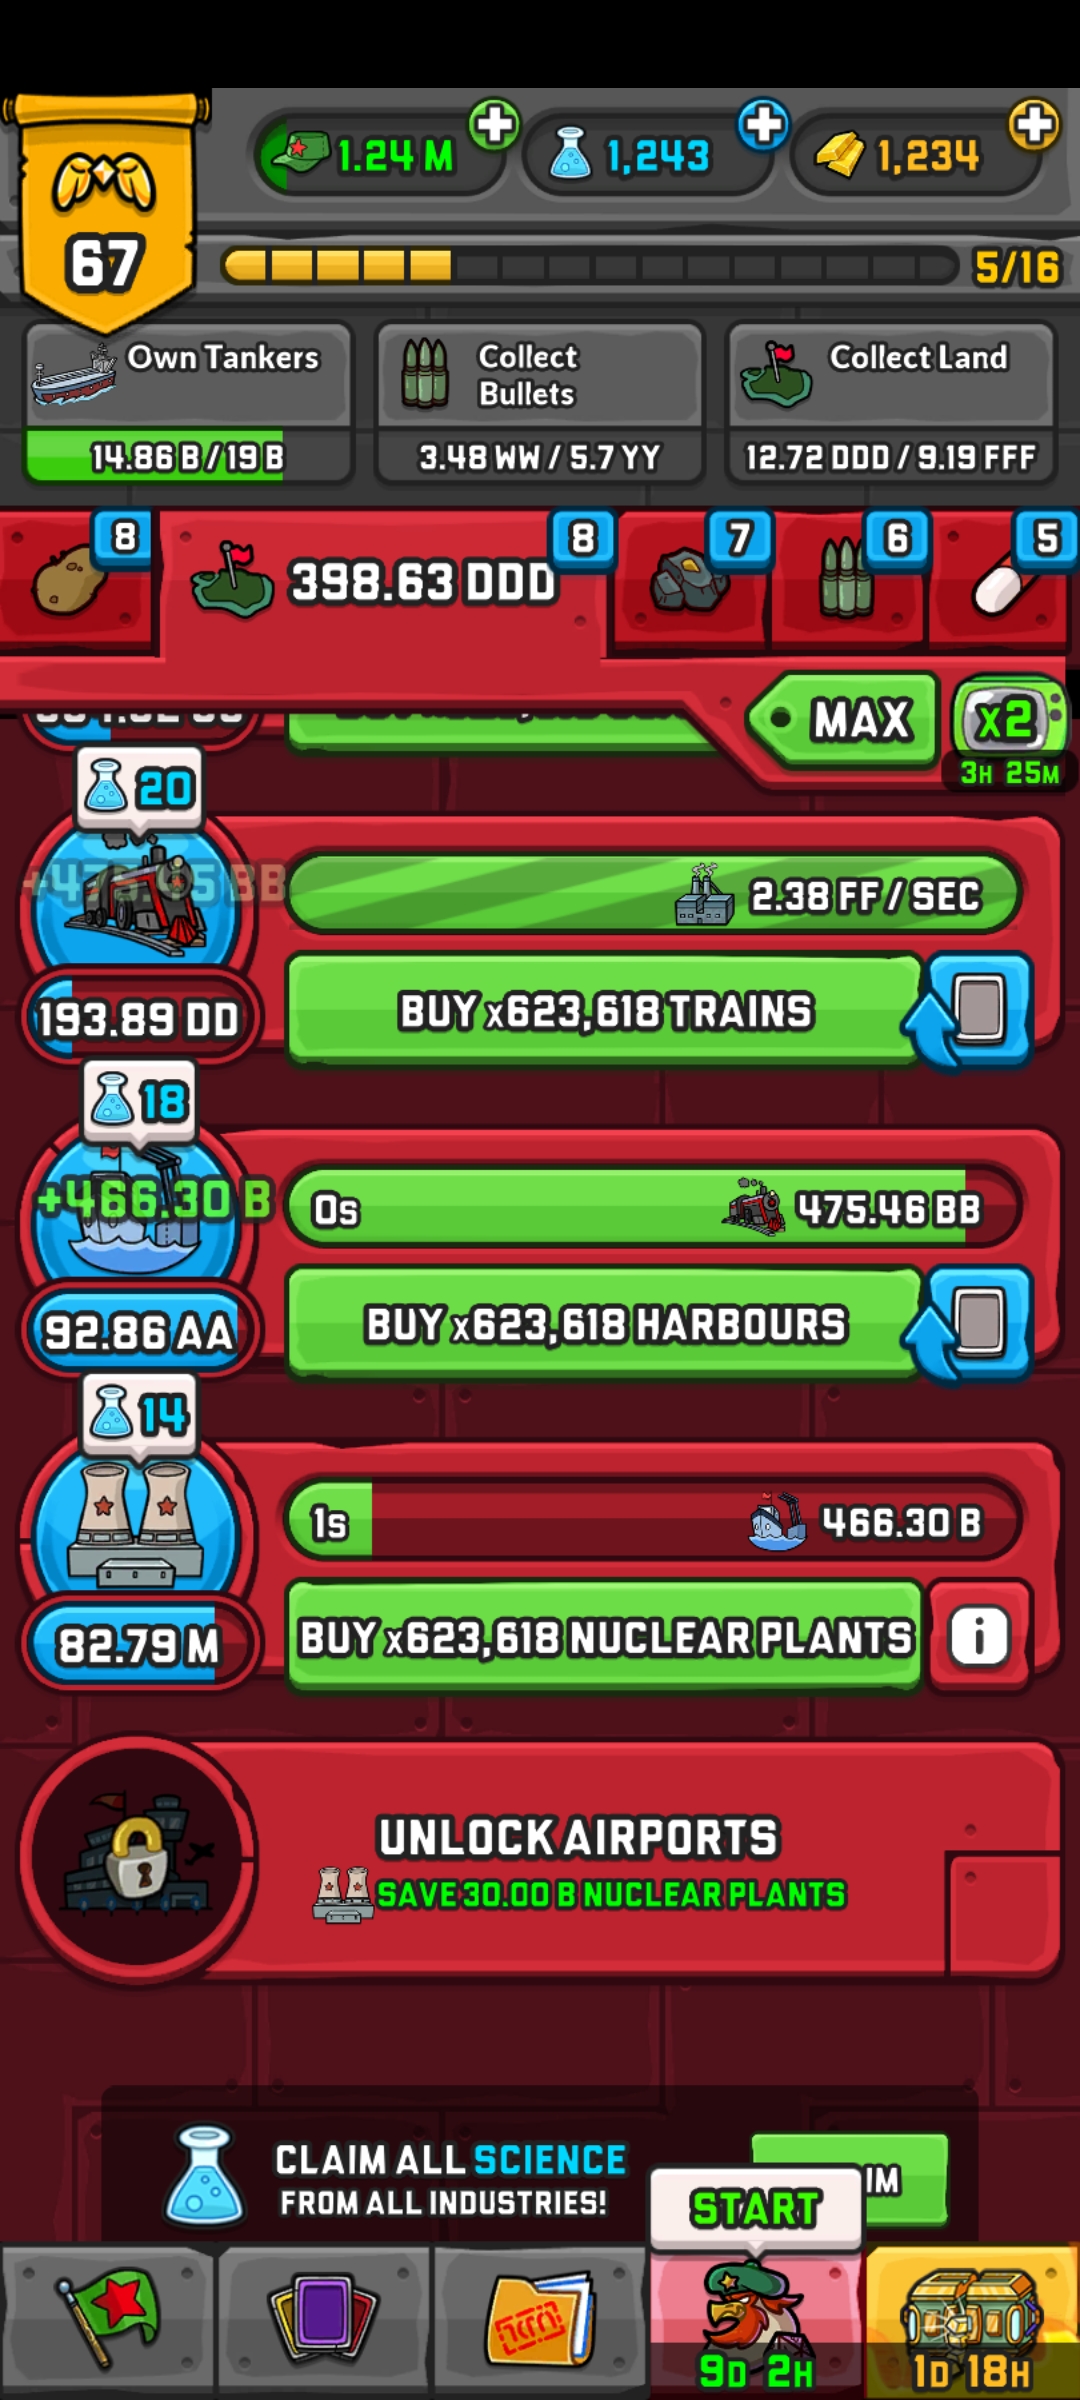 1.24 M
1,243
1,234
67
5/16
Own Tankers
Collect
Bullets
Collect Land
14.86 B / 19 B
3.48 WW / 5.7 YY
12.72 DDD / 9.19 FFF
8
398.63 DDD
8
7
6
5
MAX
x2
3H 25M
20
2.38 FF / SEC
193.89 DD
BUY x623,618 TRAINS
18
+466.30 B
0s
475.46 BB
92.86 AA
BUY x623,618 HARBOURS
14
1s
466.30 B
82.79 M
BUY x623,618 NUCLEAR PLANTS
i
UNLOCK AIRPORTS
SAVE 30.00 B NUCLEAR PLANTS
CLAIM ALL SCIENCE
FROM ALL INDUSTRIES!
START
9D 2H
1D 18H